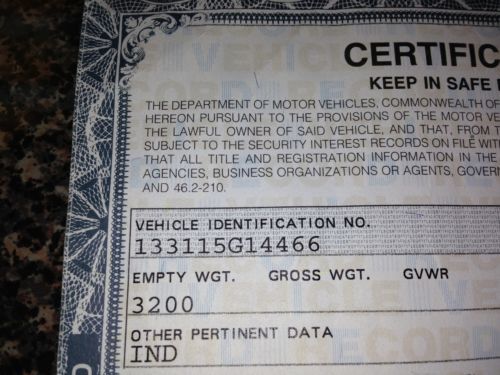 CERTIFIC
KEEP IN SAFE
THE DEPARTMENT OF MOTOR VEHICLES, COMMONWEALTH OF
HEREON PURSUANT TO THE PROVISIONS OF THE MOTOR VE
THE LAWFUL OWNER OF SAID VEHICLE, AND THAT, FROM T
SUBJECT TO THE SECURITY INTEREST RECORDS ON FILE WIT
THAT ALL TITLE AND REGISTRATION INFORMATION IN THE
AGENCIES, BUSINESS ORGANIZATIONS OR AGENTS, GOVER
AND 46.2-210.
VEHICLE IDENTIFICATION NO.
133115G14466
EMPTY WGT. GROSS WGT. GVWR
3200
OTHER PERTINENT DATA
IND